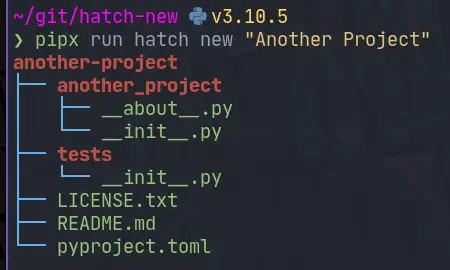 ~/git/hatch-new v3.10.5
❯ pipx run hatch new "Another Project"
another-project
├── another_project
│   ├── __about__.py
│   └── __init__.py
├── tests
│   └── __init__.py
├── LICENSE.txt
├── README.md
└── pyproject.toml